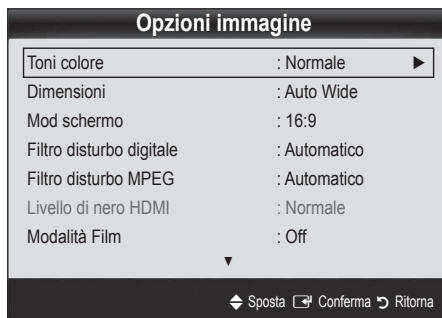 Opzioni immagine
Toni colore : Normale ►
Dimensioni : Auto Wide
Mod schermo : 16:9
Filtro disturbo digitale : Automatico
Filtro disturbo MPEG : Automatico
Livello di nero HDMI : Normale
Modalità Film : Off
▼
Sposta Conferma Ritorna